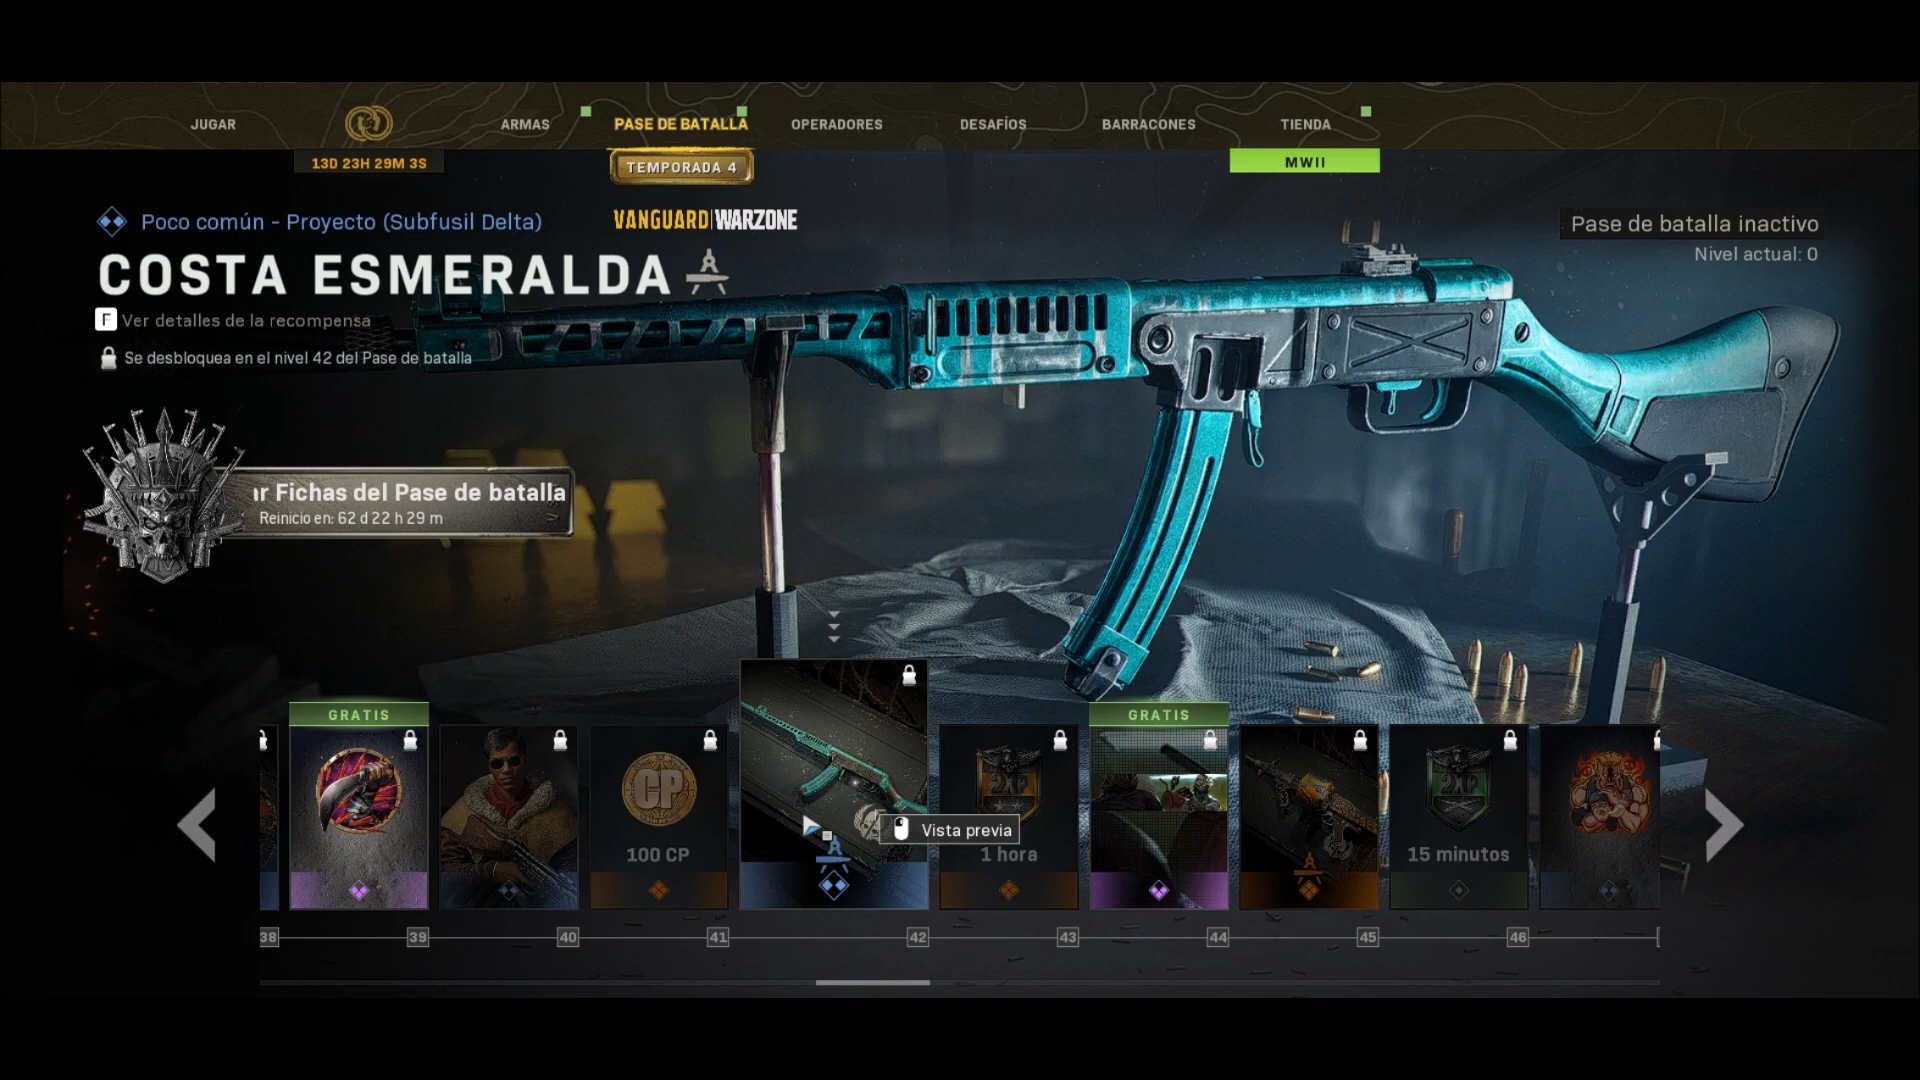 JUGAR
ARMAS
PASE DE BATALLA
OPERADORES
DESAFÍOS
BARRACONES
TIENDA
13D 23H 29M 3S
TEMPORADA 4
MWII
Poco común - Proyecto (Subfusil Delta)
VANGUARD|WARZONE
Pase de batalla inactivo
COSTA ESMERALDA
Nivel actual: 0
F Ver detalles de la recompensa
Se desbloquea en el nivel 42 del Pase de batalla
ar Fichas del Pase de batalla
Reinicio en: 62 d 22 h 29 m
GRATIS
GRATIS
CP
2XP
2XP
Vista previa
100 CP
1 hora
15 minutos
38 39 40 41 42 43 44 45 46